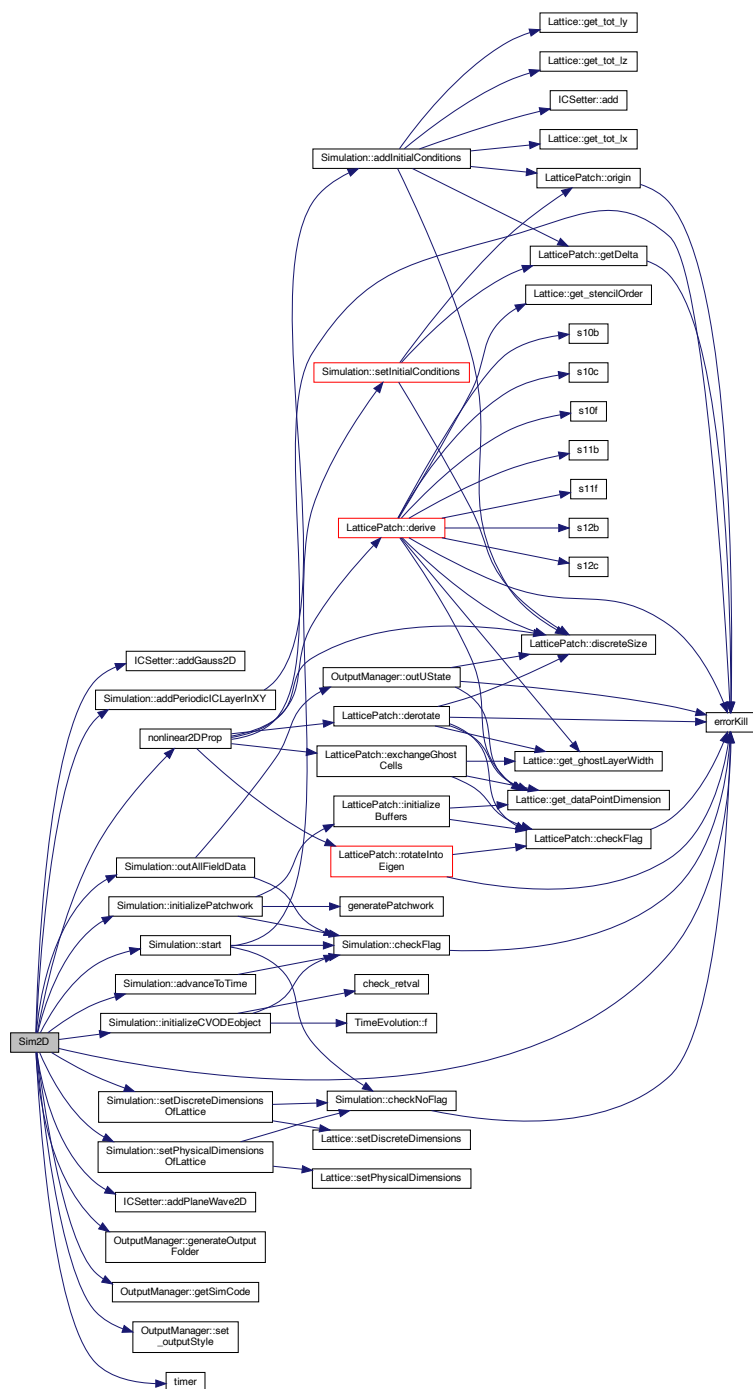 Lattice::get_tot_ly
Lattice::get_tot_lz
ICSetter::add
Lattice::get_tot_lx
Simulation::addInitialConditions
LatticePatch::origin
LatticePatch::getDelta
Lattice::get_stencilOrder
s10b
Simulation::setInitialConditions
s10c
s10f
s11b
s11f
LatticePatch::derive
s12b
s12c
LatticePatch::discreteSize
ICSetter::addGauss2D
OutputManager::outUState
Simulation::addPeriodicICLayerInXY
LatticePatch::derotate
errorKill
nonlinear2DProp
LatticePatch::exchangeGhost
Cells
Lattice::get_ghostLayerWidth
Lattice::get_dataPointDimension
LatticePatch::initialize
Buffers
LatticePatch::checkFlag
LatticePatch::rotateInto
Eigen
Simulation::outAllFieldData
Simulation::initializePatchwork
generatePatchwork
Simulation::start
Simulation::checkFlag
Simulation::advanceToTime
check_retval
Simulation::initializeCVODEobject
TimeEvolution::f
Sim2D
Simulation::setDiscreteDimensions
OfLattice
Simulation::checkNoFlag
Lattice::setDiscreteDimensions
Simulation::setPhysicalDimensions
OfLattice
Lattice::setPhysicalDimensions
ICSetter::addPlaneWave2D
OutputManager::generateOutput
Folder
OutputManager::getSimCode
OutputManager::set
_outputStyle
timer